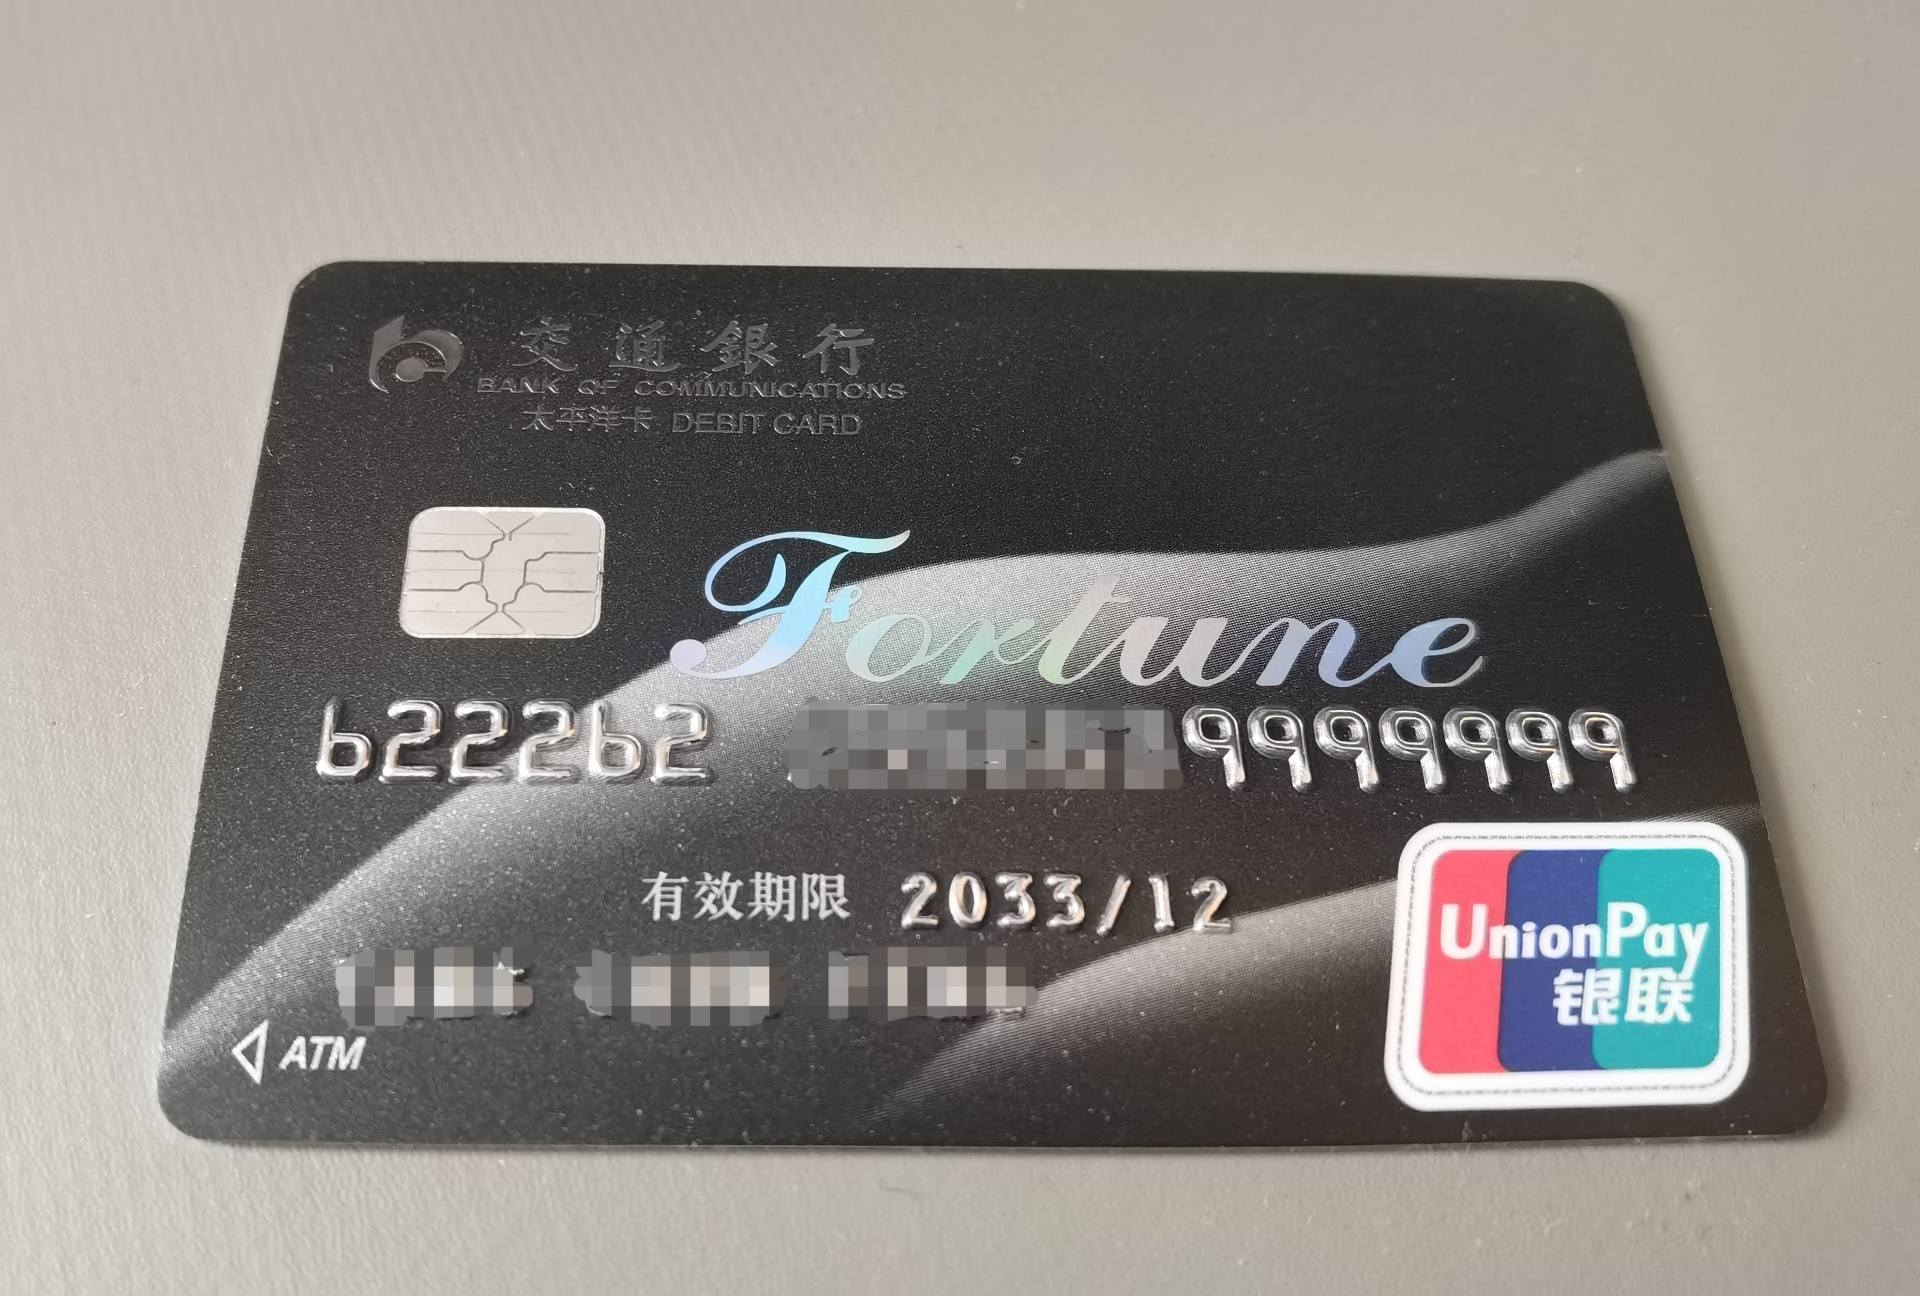 交通銀行
BANK OF COMMUNICATIONS
太平洋卡 DEBIT CARD
Fortune
622262 9999999
有效期限 2033/12
ATM
UnionPay
银联